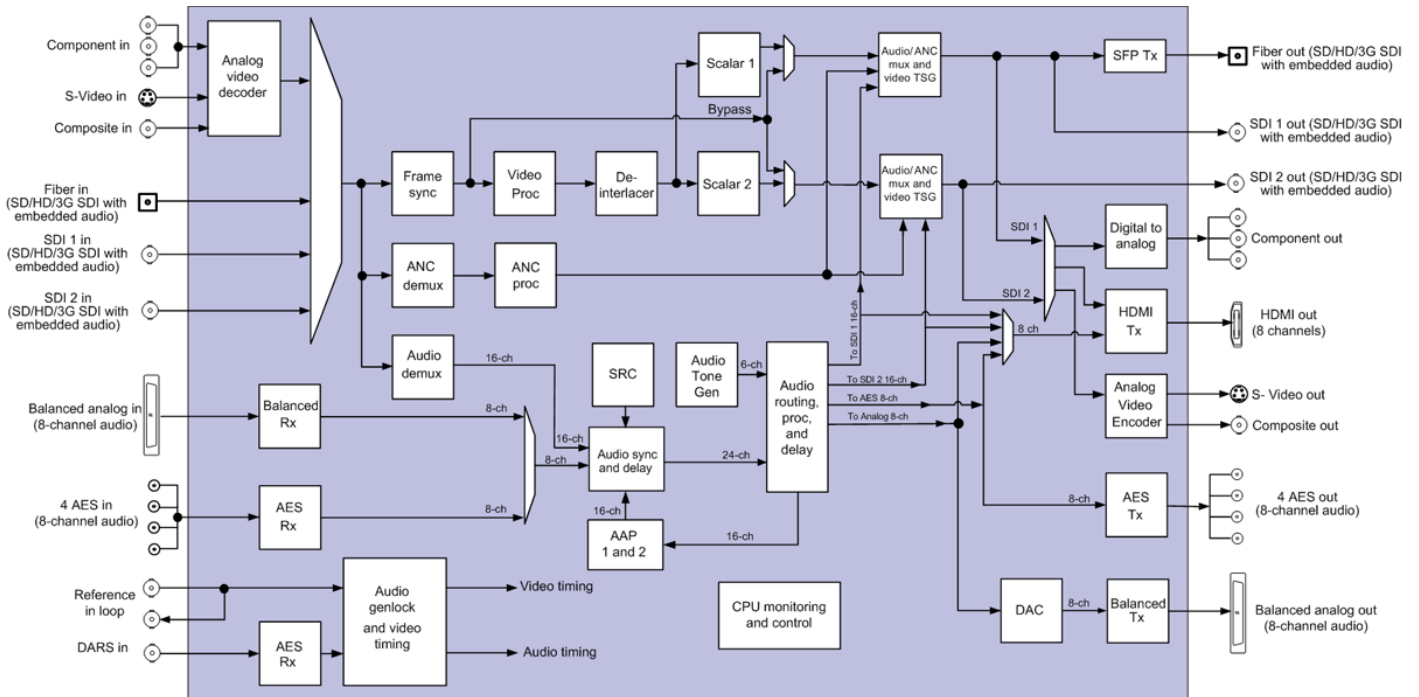 Component in
S-Video in
Composite in
Fiber in
(SD/HD/3G SDI with
embedded audio)
SDI 1 in
(SD/HD/3G SDI with
embedded audio)
SDI 2 in
(SD/HD/3G SDI with
embedded audio)
Balanced analog in
(8-channel audio)
4 AES in
(8-channel audio)
Reference
in loop
DARS in
Analog
video
decoder
Frame
sync
Video
Proc
De-
interlacer
Scalar 1
Bypass
Scalar 2
Audio/ ANC
mux and
video TSG
Audio/ ANC
mux and
video TSG
SFP Tx
ANC
demux
ANC
proc
Audio
demux
16-ch
SRC
Audio
Tone
Gen
6-ch
Audio
routing,
proc,
and
delay
To SDI 1 16-ch
To SDI 2 16-ch
To AES 8-ch
To Analog 8-ch
Balanced
Rx
8-ch
16-ch
8-ch
Audio sync
and delay
24-ch
AES
Rx
8-ch
16-ch
AAP
1 and 2
16-ch
Audio
genlock
and video
timing
Video timing
Audio timing
AES
Rx
CPU monitoring
and control
SDI 1
SDI 2
8 ch
Digital to
analog
HDMI
Tx
Analog
Video
Encoder
8-ch
AES
Tx
DAC
8-ch
Balanced
Tx
Fiber out (SD/HD/3G SDI
with embedded audio)
SDI 1 out (SD/HD/3G SDI
with embedded audio)
SDI 2 out (SD/HD/3G SDI
with embedded audio)
Component out
HDMI out
(8 channels)
S- Video out
Composite out
4 AES out
(8-channel audio)
Balanced analog out
(8-channel audio)